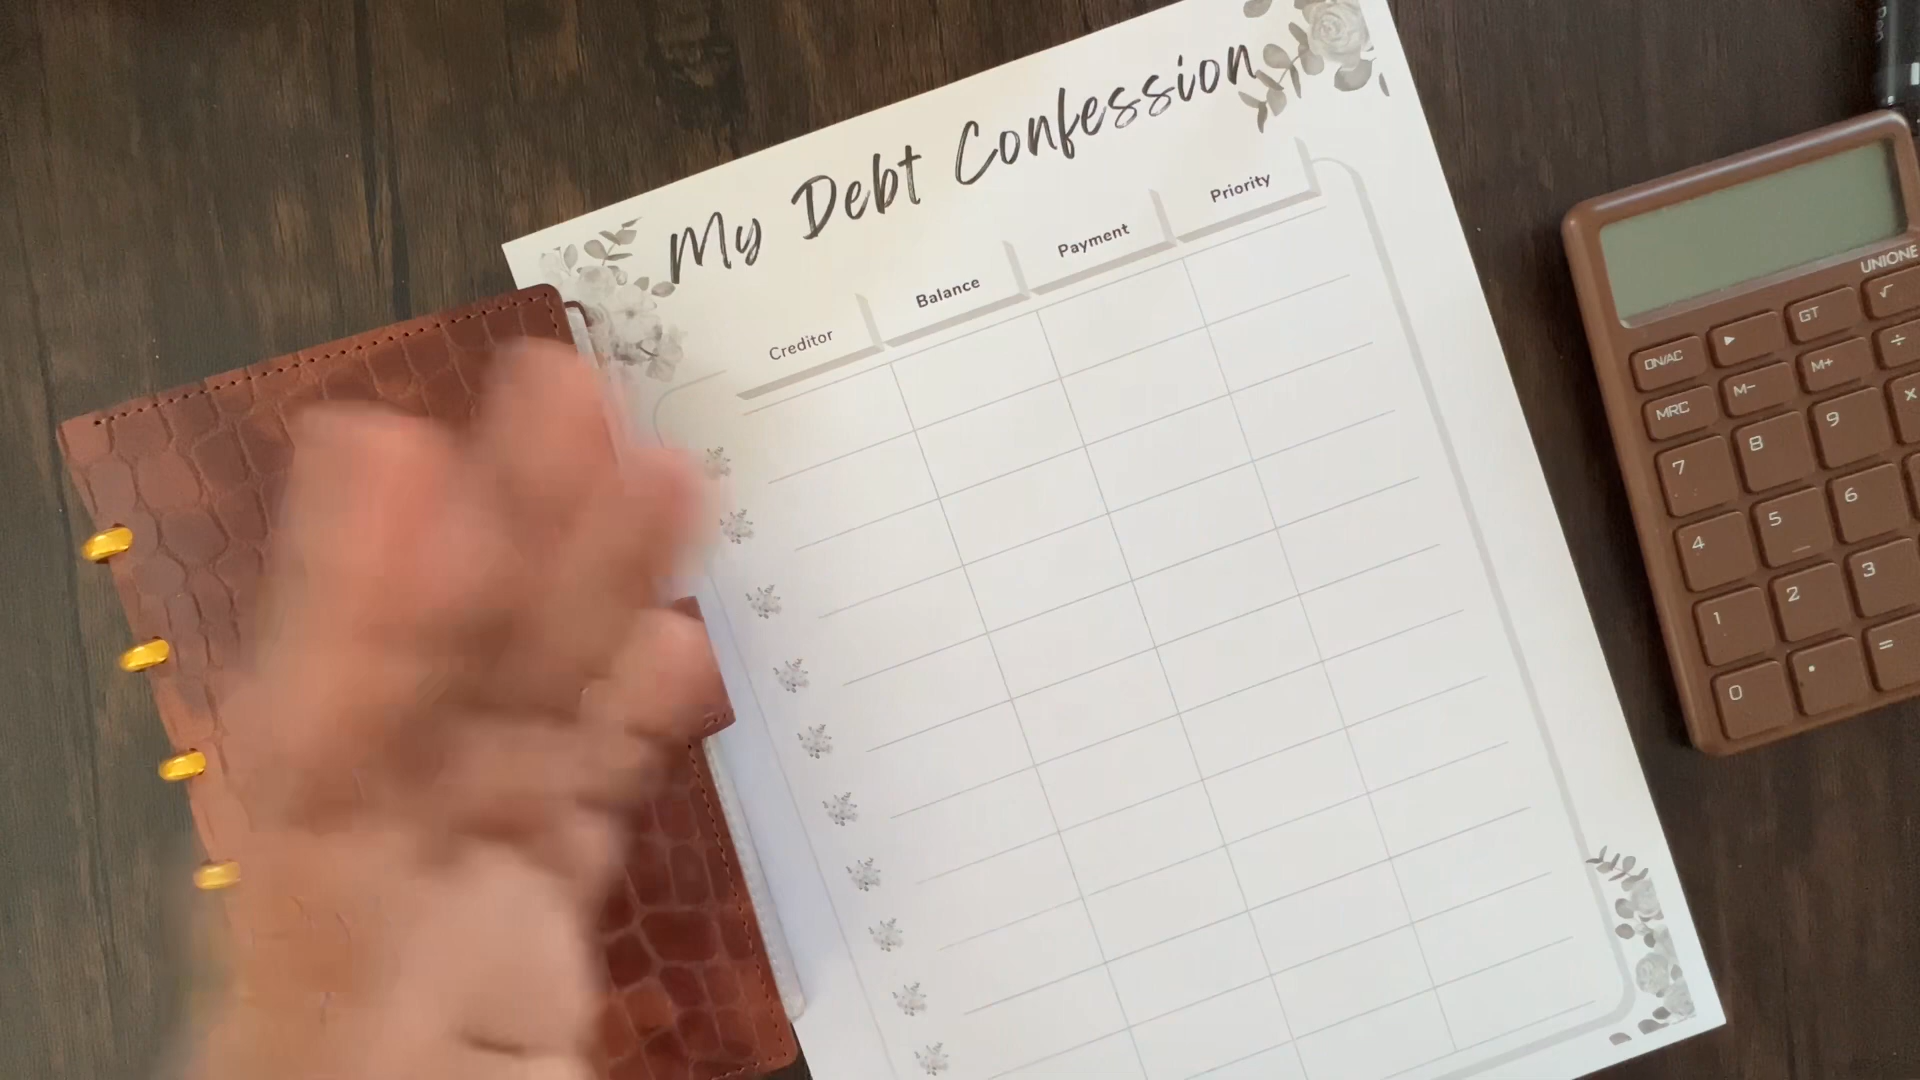 My Debt Confession
Creditor Balance Payment Priority
Pen
UNIONE
ON/AC ▶ GT √
MRC M- M+ ÷
7 8 9 ×
4 5 6
1 2 3
0 . =